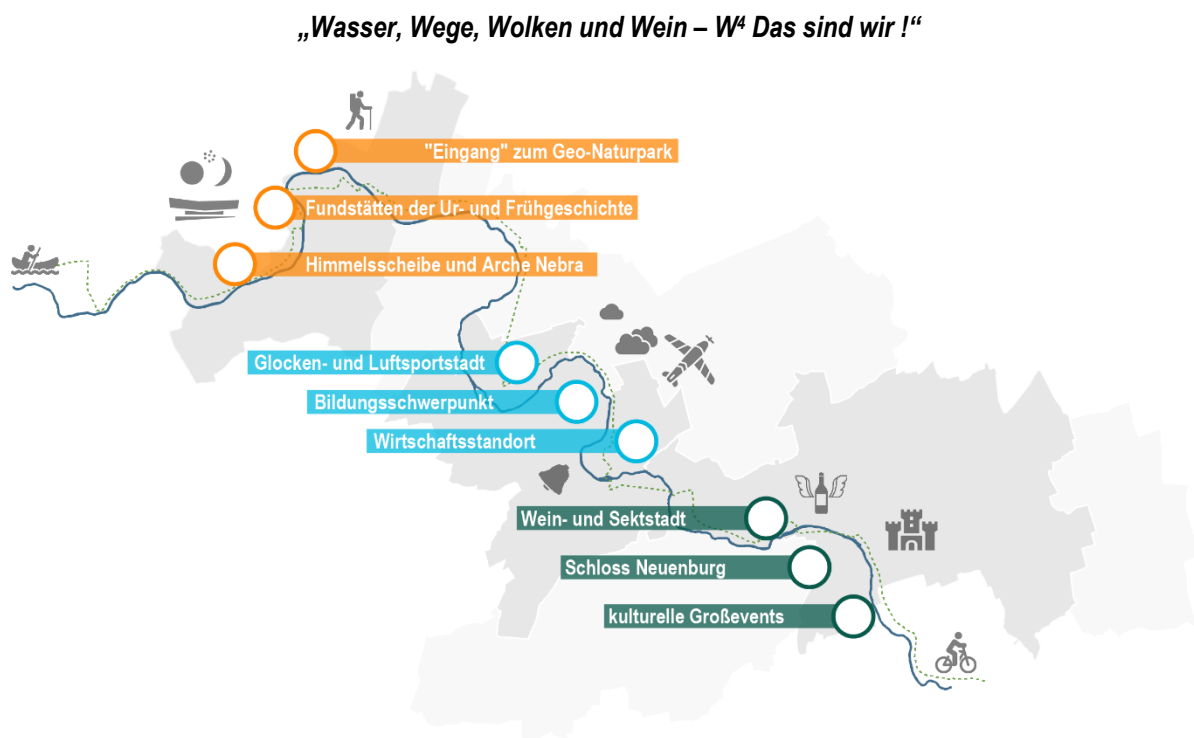 „Wasser, Wege, Wolken und Wein – W⁴ Das sind wir !“
"Eingang" zum Geo-Naturpark
Fundstätten der Ur- und Frühgeschichte
Himmelsscheibe und Arche Nebra
Glocken- und Luftsportstadt
Bildungsschwerpunkt
Wirtschaftsstandort
Wein- und Sektstadt
Schloss Neuenburg
kulturelle Großevents